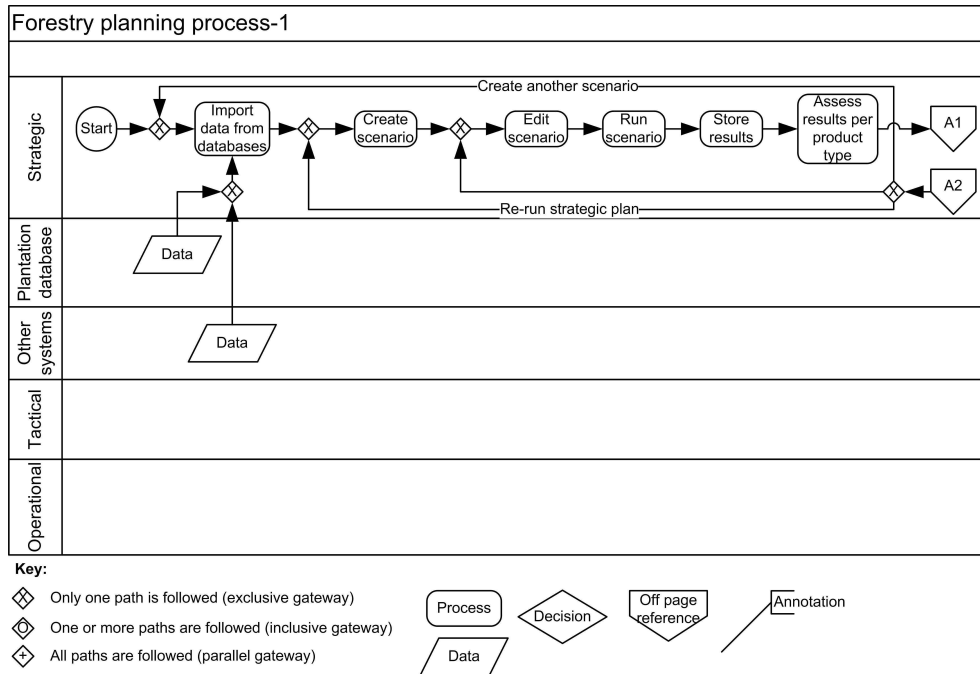 Forestry planning process-1
Strategic
Create another scenario
Start
X
Import
data from
databases
X
Create
scenario
X
Edit
scenario
Run
scenario
Store
results
Assess
results per
product
type
A1
X
X
A2
Re-run strategic plan
Plantation
database
Data
Other
systems
Data
Tactical
Operational
Key:
X Only one path is followed (exclusive gateway)
O One or more paths are followed (inclusive gateway)
+ All paths are followed (parallel gateway)
Process
Decision
Off page
reference
Annotation
Data